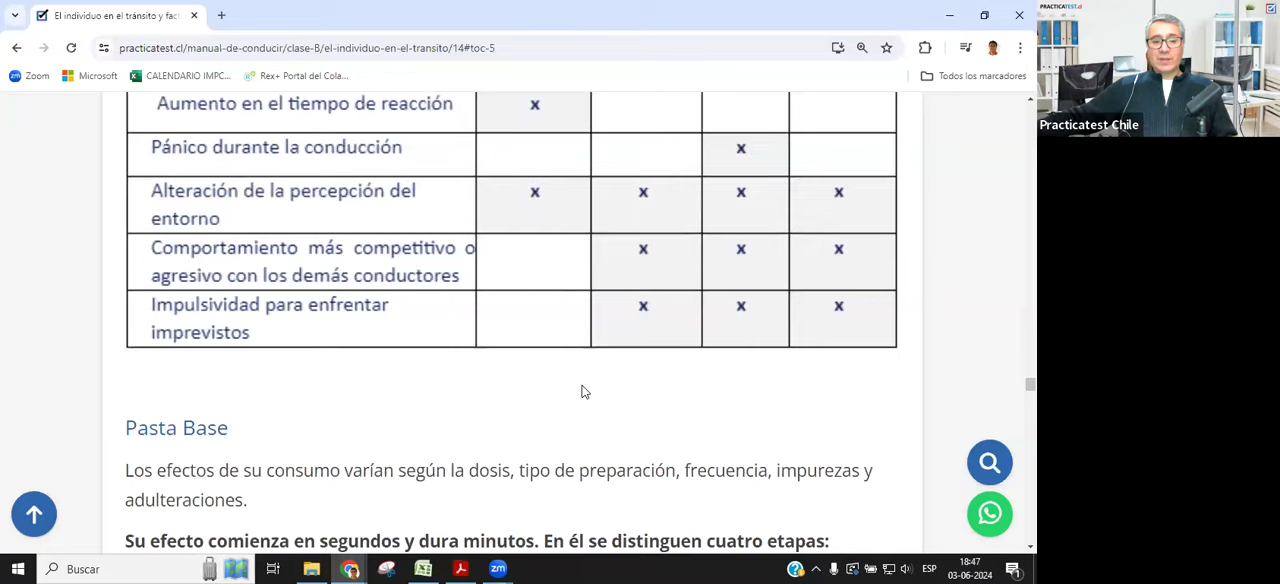 El individuo en el tránsito y fact
practicatest.cl/manual-de-conducir/clase-B/el-individuo-en-el-transito/14#toc-5
Zoom
Microsoft
CALENDARIO IMPC...
Rex+ Portal del Cola...
Todos los marcadores
PRACTICATEST.cl
Practicatest Chile
Aumento en el tiempo de reacción x
Pánico durante la conducción x
Alteración de la percepción del
entorno
x x x x
Comportamiento más competitivo o
agresivo con los demás conductores
x x x
Impulsividad para enfrentar
imprevistos
x x x
Pasta Base
Los efectos de su consumo varían según la dosis, tipo de preparación, frecuencia, impurezas y
adulteraciones.
Su efecto comienza en segundos y dura minutos. En él se distinguen cuatro etapas:
Buscar
ESP
18:47
03-06-2024